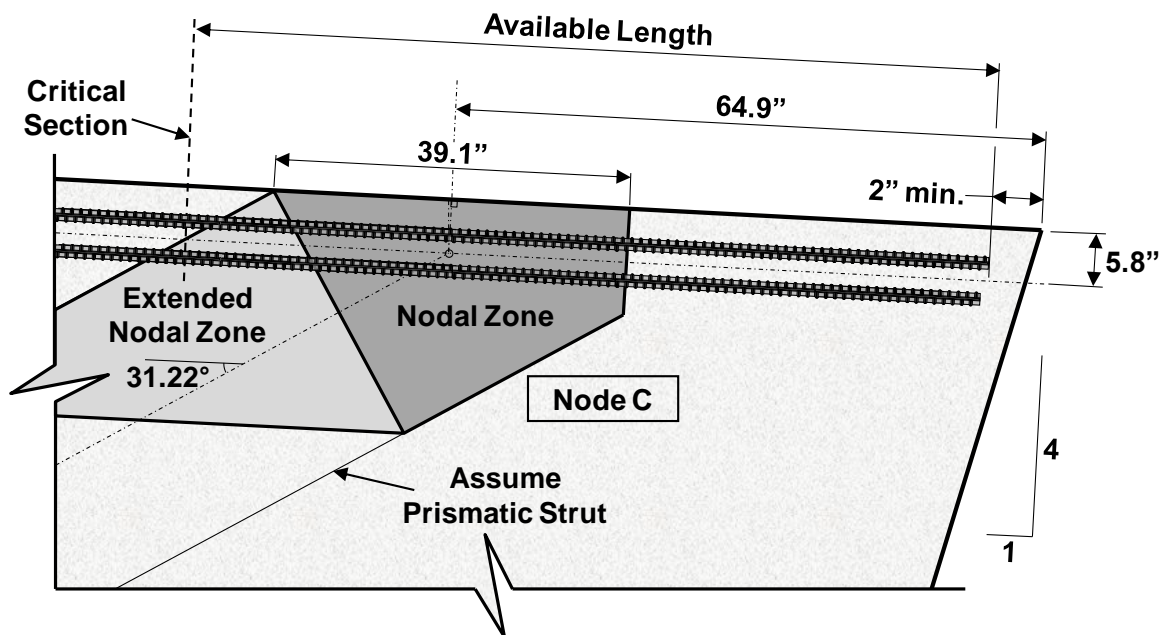 Available Length
Critical
Section
64.9”
39.1”
2” min.
5.8”
Extended
Nodal Zone
Nodal Zone
31.22°
Node C
4
Assume
Prismatic Strut
1